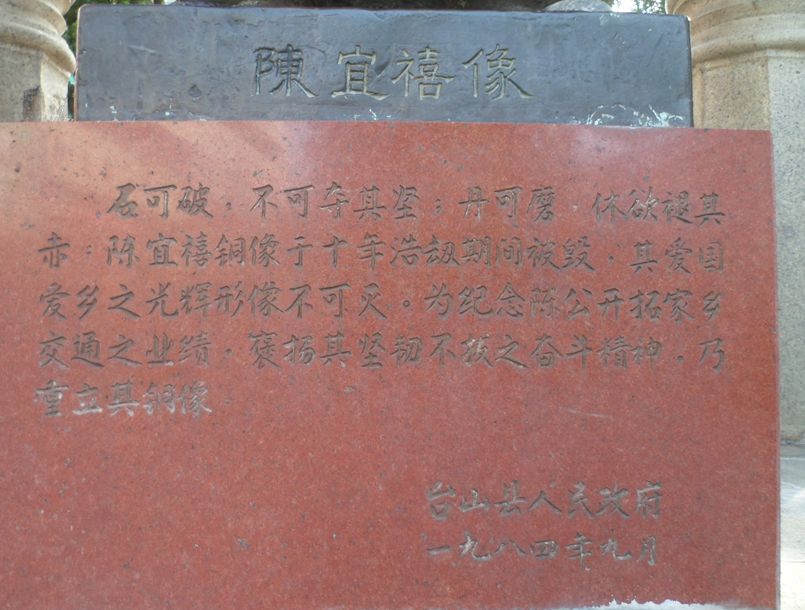 陳宜禧像
石可破，不可夺其坚；丹可磨，休欲褪其
赤。陈宜禧铜像于十年浩劫期间被毁，其爱国
爱乡之光辉形像不可灭。为纪念陈公开拓家乡
交通之业绩，褒扬其坚韧不拔之奋斗精神，乃
重立其铜像
台山县人民政府
一九八四年九月